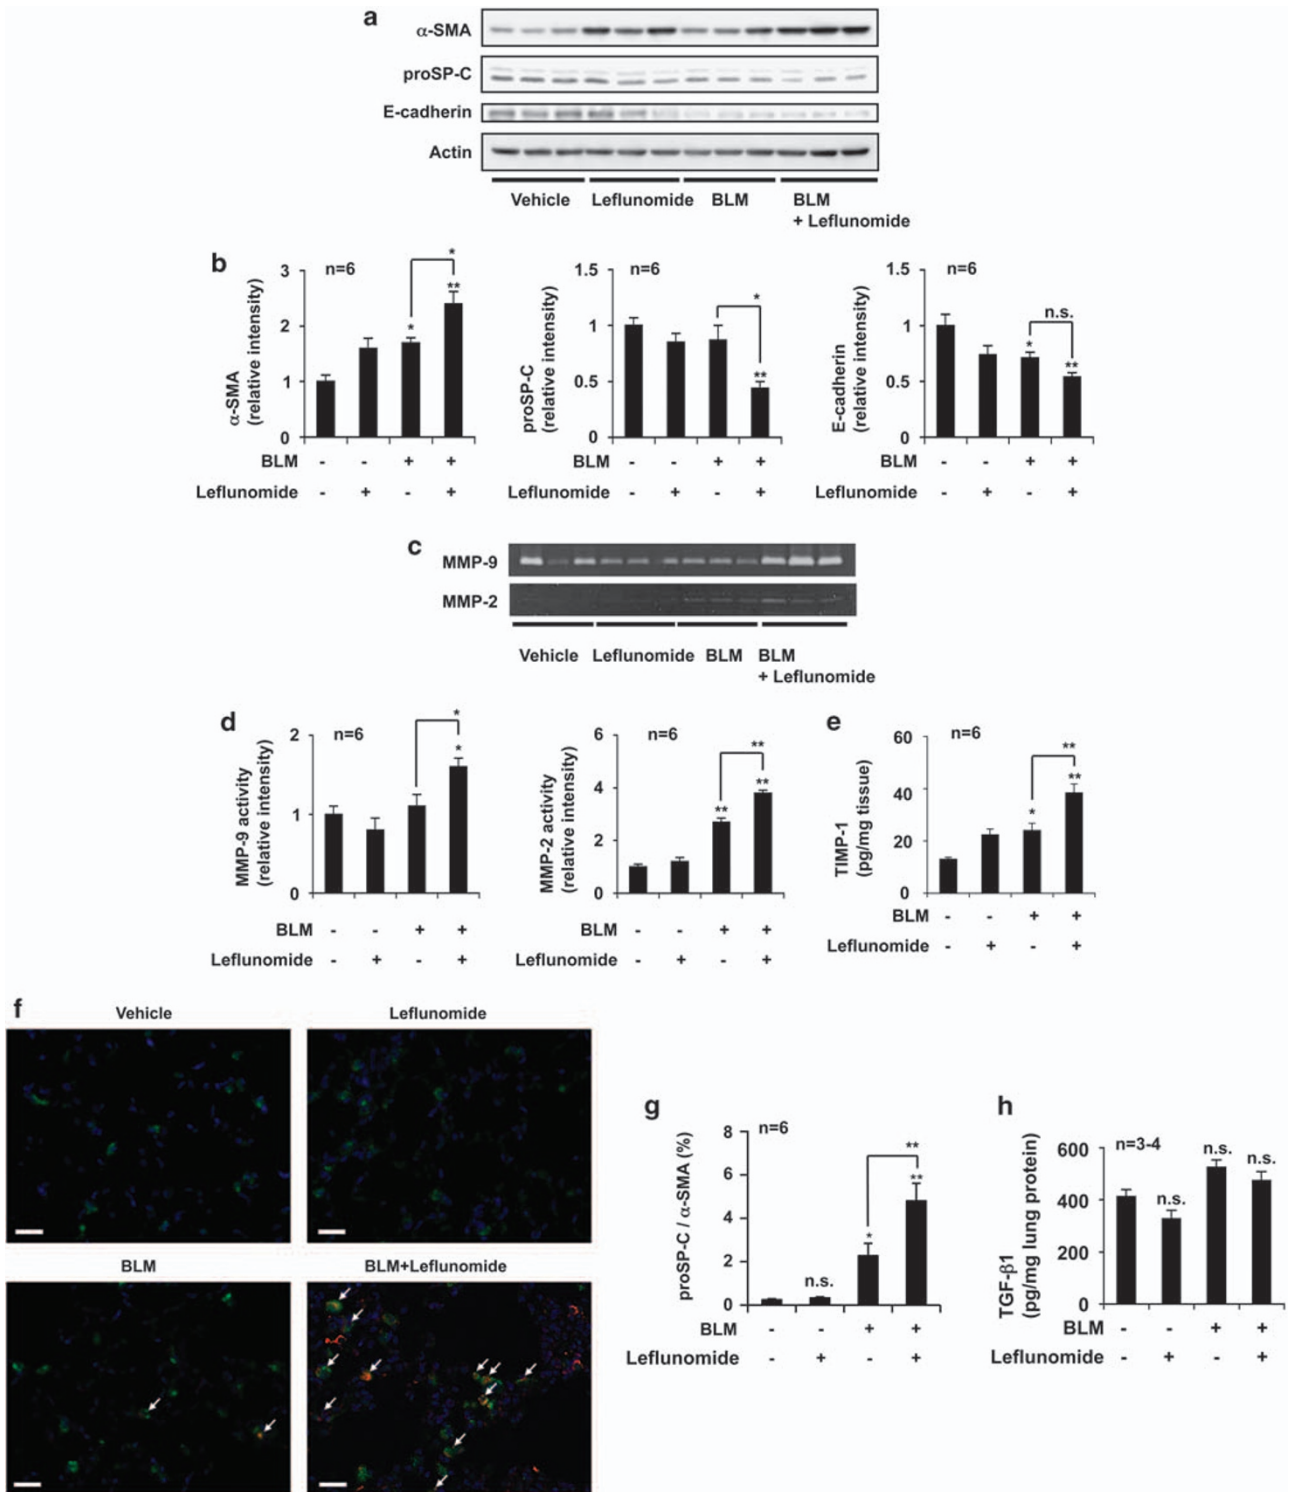 a
α-SMA
proSP-C
E-cadherin
Actin
Vehicle Leflunomide BLM BLM
+ Leflunomide
b
α-SMA
(relative intensity)
3
2
1
0
n=6
*
**
*
BLM - - + +
Leflunomide - + - +
proSP-C
(relative intensity)
1.5
1
0.5
0
n=6
*
**
BLM - - + +
Leflunomide - + - +
E-cadherin
(relative intensity)
1.5
1
0.5
0
n=6
n.s.
*
**
BLM - - + +
Leflunomide - + - +
c
MMP-9
MMP-2
Vehicle Leflunomide BLM BLM
+ Leflunomide
d
MMP-9 activity
(relative intensity)
2
1
0
n=6
*
*
BLM - - + +
Leflunomide - + - +
MMP-2 activity
(relative intensity)
6
4
2
0
n=6
**
**
**
BLM - - + +
Leflunomide - + - +
e
TIMP-1
(pg/mg tissue)
60
40
20
0
n=6
**
**
*
BLM - - + +
Leflunomide - + - +
f
Vehicle
Leflunomide
BLM
BLM+Leflunomide
g
proSP-C / α-SMA (%)
8
6
4
2
0
n=6
n.s.
*
**
**
BLM - - + +
Leflunomide - + - +
h
TGF-β1
(pg/mg lung protein)
600
400
200
0
n=3-4
n.s.
n.s.
n.s.
BLM - - + +
Leflunomide - + - +